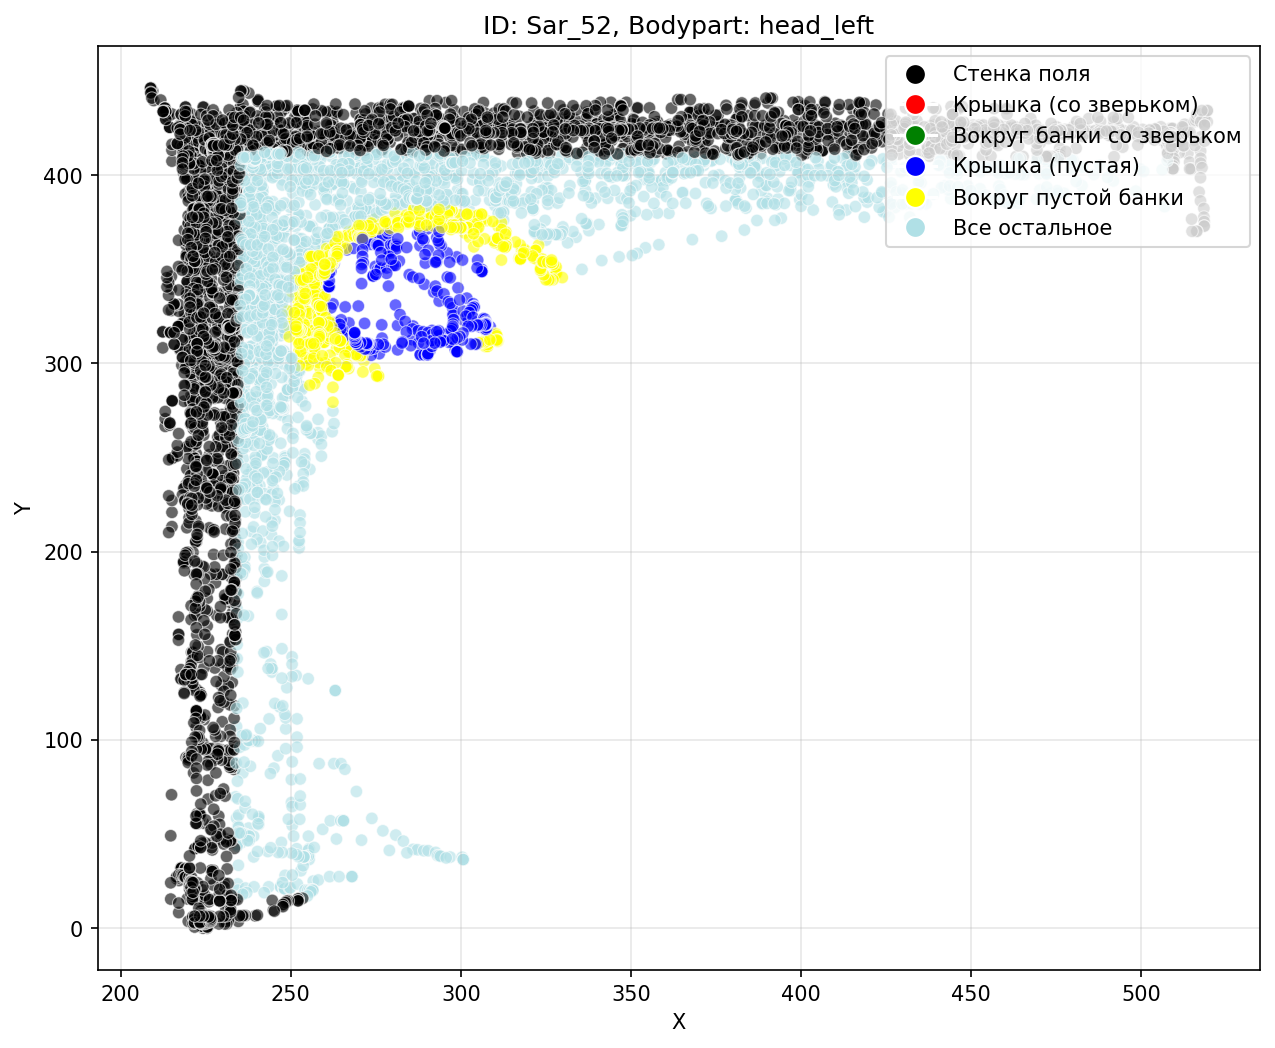 ID: Sar_52, Bodypart: head_left
Стенка поля
Крышка (со зверьком)
Вокруг банки со зверьком
Крышка (пустая)
Вокруг пустой банки
Все остальное
400
300
200
100
0
Y
200
250
300
350
400
450
500
X